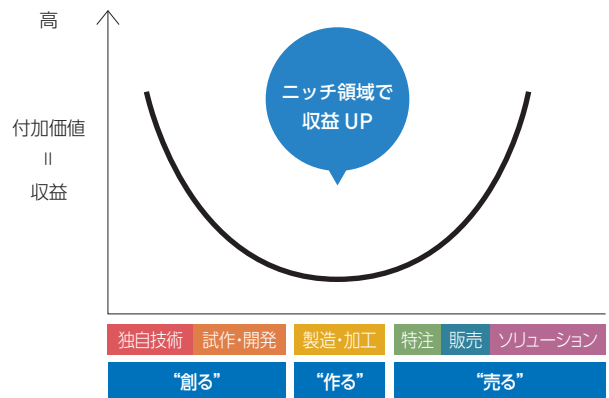 高
付加価値
=
収益
ニッチ領域で
収益 UP
独自技術 試作・開発 製造・加工 特注 販売 ソリューション
“創る” “作る” “売る”